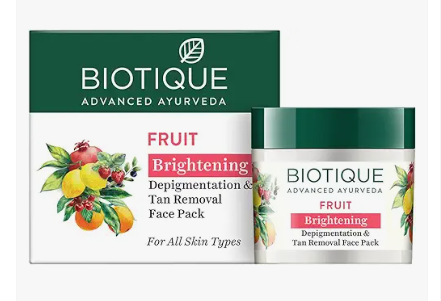 BIOTIQUE
ADVANCED AYURVEDA
FRUIT
Brightening
Depigmentation &
Tan Removal
Face Pack
For All Skin Types
BIOTIQUE
ADVANCED AYURVEDA
FRUIT
Brightening
Depigmentation &
Tan Removal Face Pack